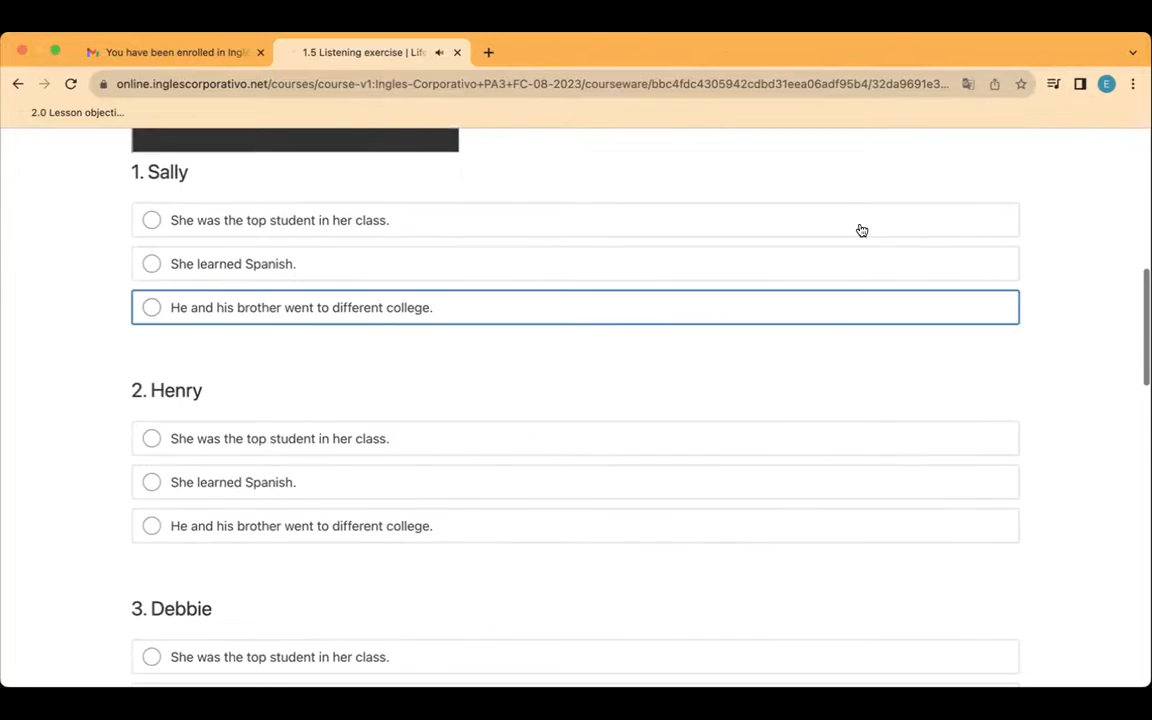 You have been enrolled in Ingl
1.5 Listening exercise | Life
online.inglescorporativo.net/courses/course-v1:Ingles-Corporativo+PA3+FC-08-2023/courseware/bbc4fdc4305942cdbd31eea06adf95b4/32da9691e3...
E
2.0 Lesson objecti...
1. Sally
She was the top student in her class.
She learned Spanish.
He and his brother went to different college.
2. Henry
She was the top student in her class.
She learned Spanish.
He and his brother went to different college.
3. Debbie
She was the top student in her class.